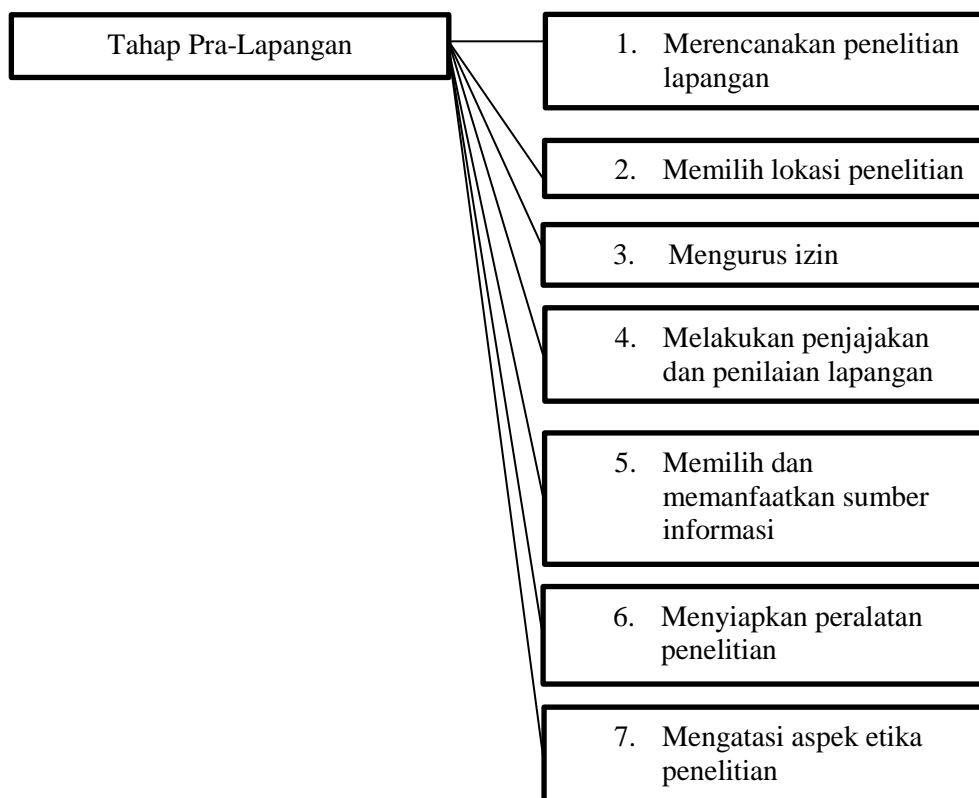 Tahap Pra-Lapangan
1. Merencanakan penelitian
lapangan
2. Memilih lokasi penelitian
3. Mengurus izin
4. Melakukan penjajakan
dan penilaian lapangan
5. Memilih dan
memanfaatkan sumber
informasi
6. Menyiapkan peralatan
penelitian
7. Mengatasi aspek etika
penelitian